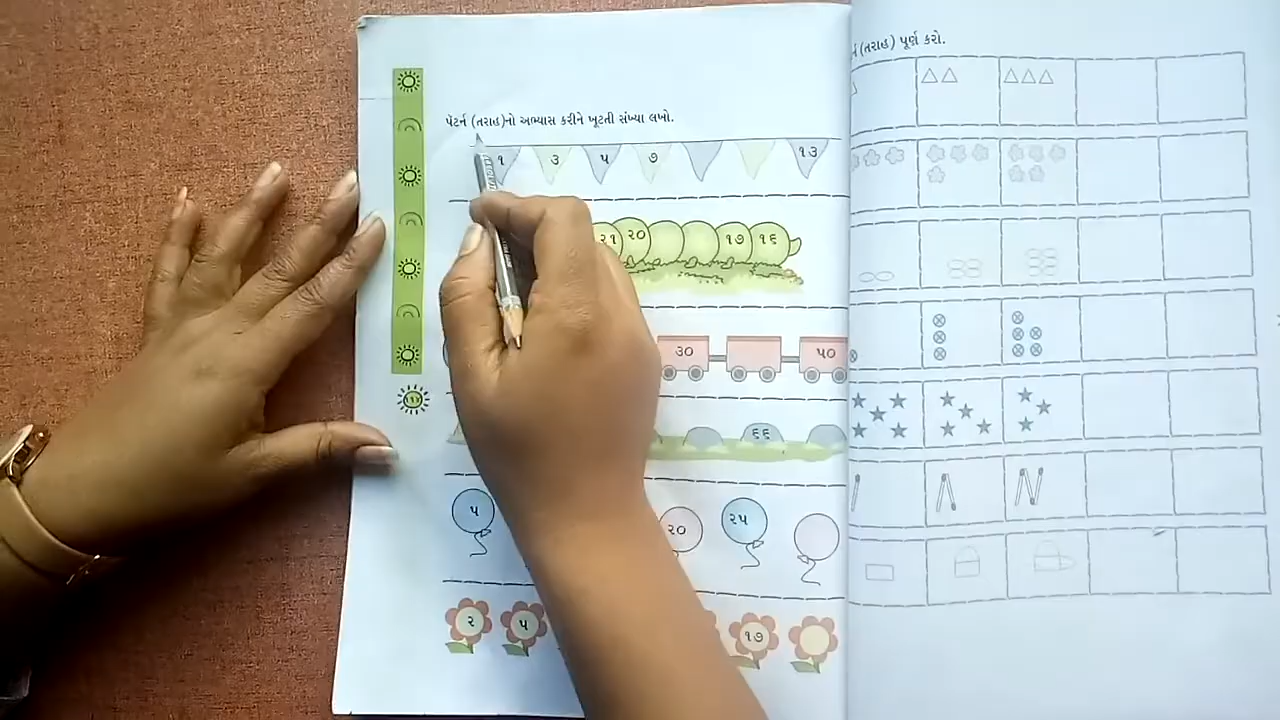 પૅટર્ન (તરાહ)નો અભ્યાસ કરીને ખૂટતી સંખ્યા લખો.
૧ ૩ ૫ ૭ ૧૩
૨૧ ૨૦ ૧૭ ૧૬
૩૦ ૫૦
૬૬
૫ ૨૦ ૨૫
૨ ૫ ૧૭
(તરાહ) પૂર્ણ કરો.